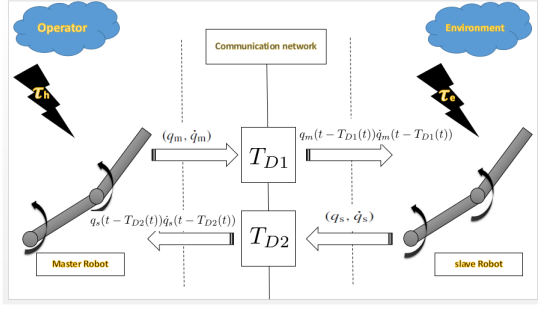 Operator
Environment
Communication network
τh
τe
(qm, q̇m)
TD1
qm(t−TD1(t))q̇m(t−TD1(t))
qs(t−TD2(t))q̇s(t−TD2(t))
TD2
(qs, q̇s)
Master Robot
slave Robot